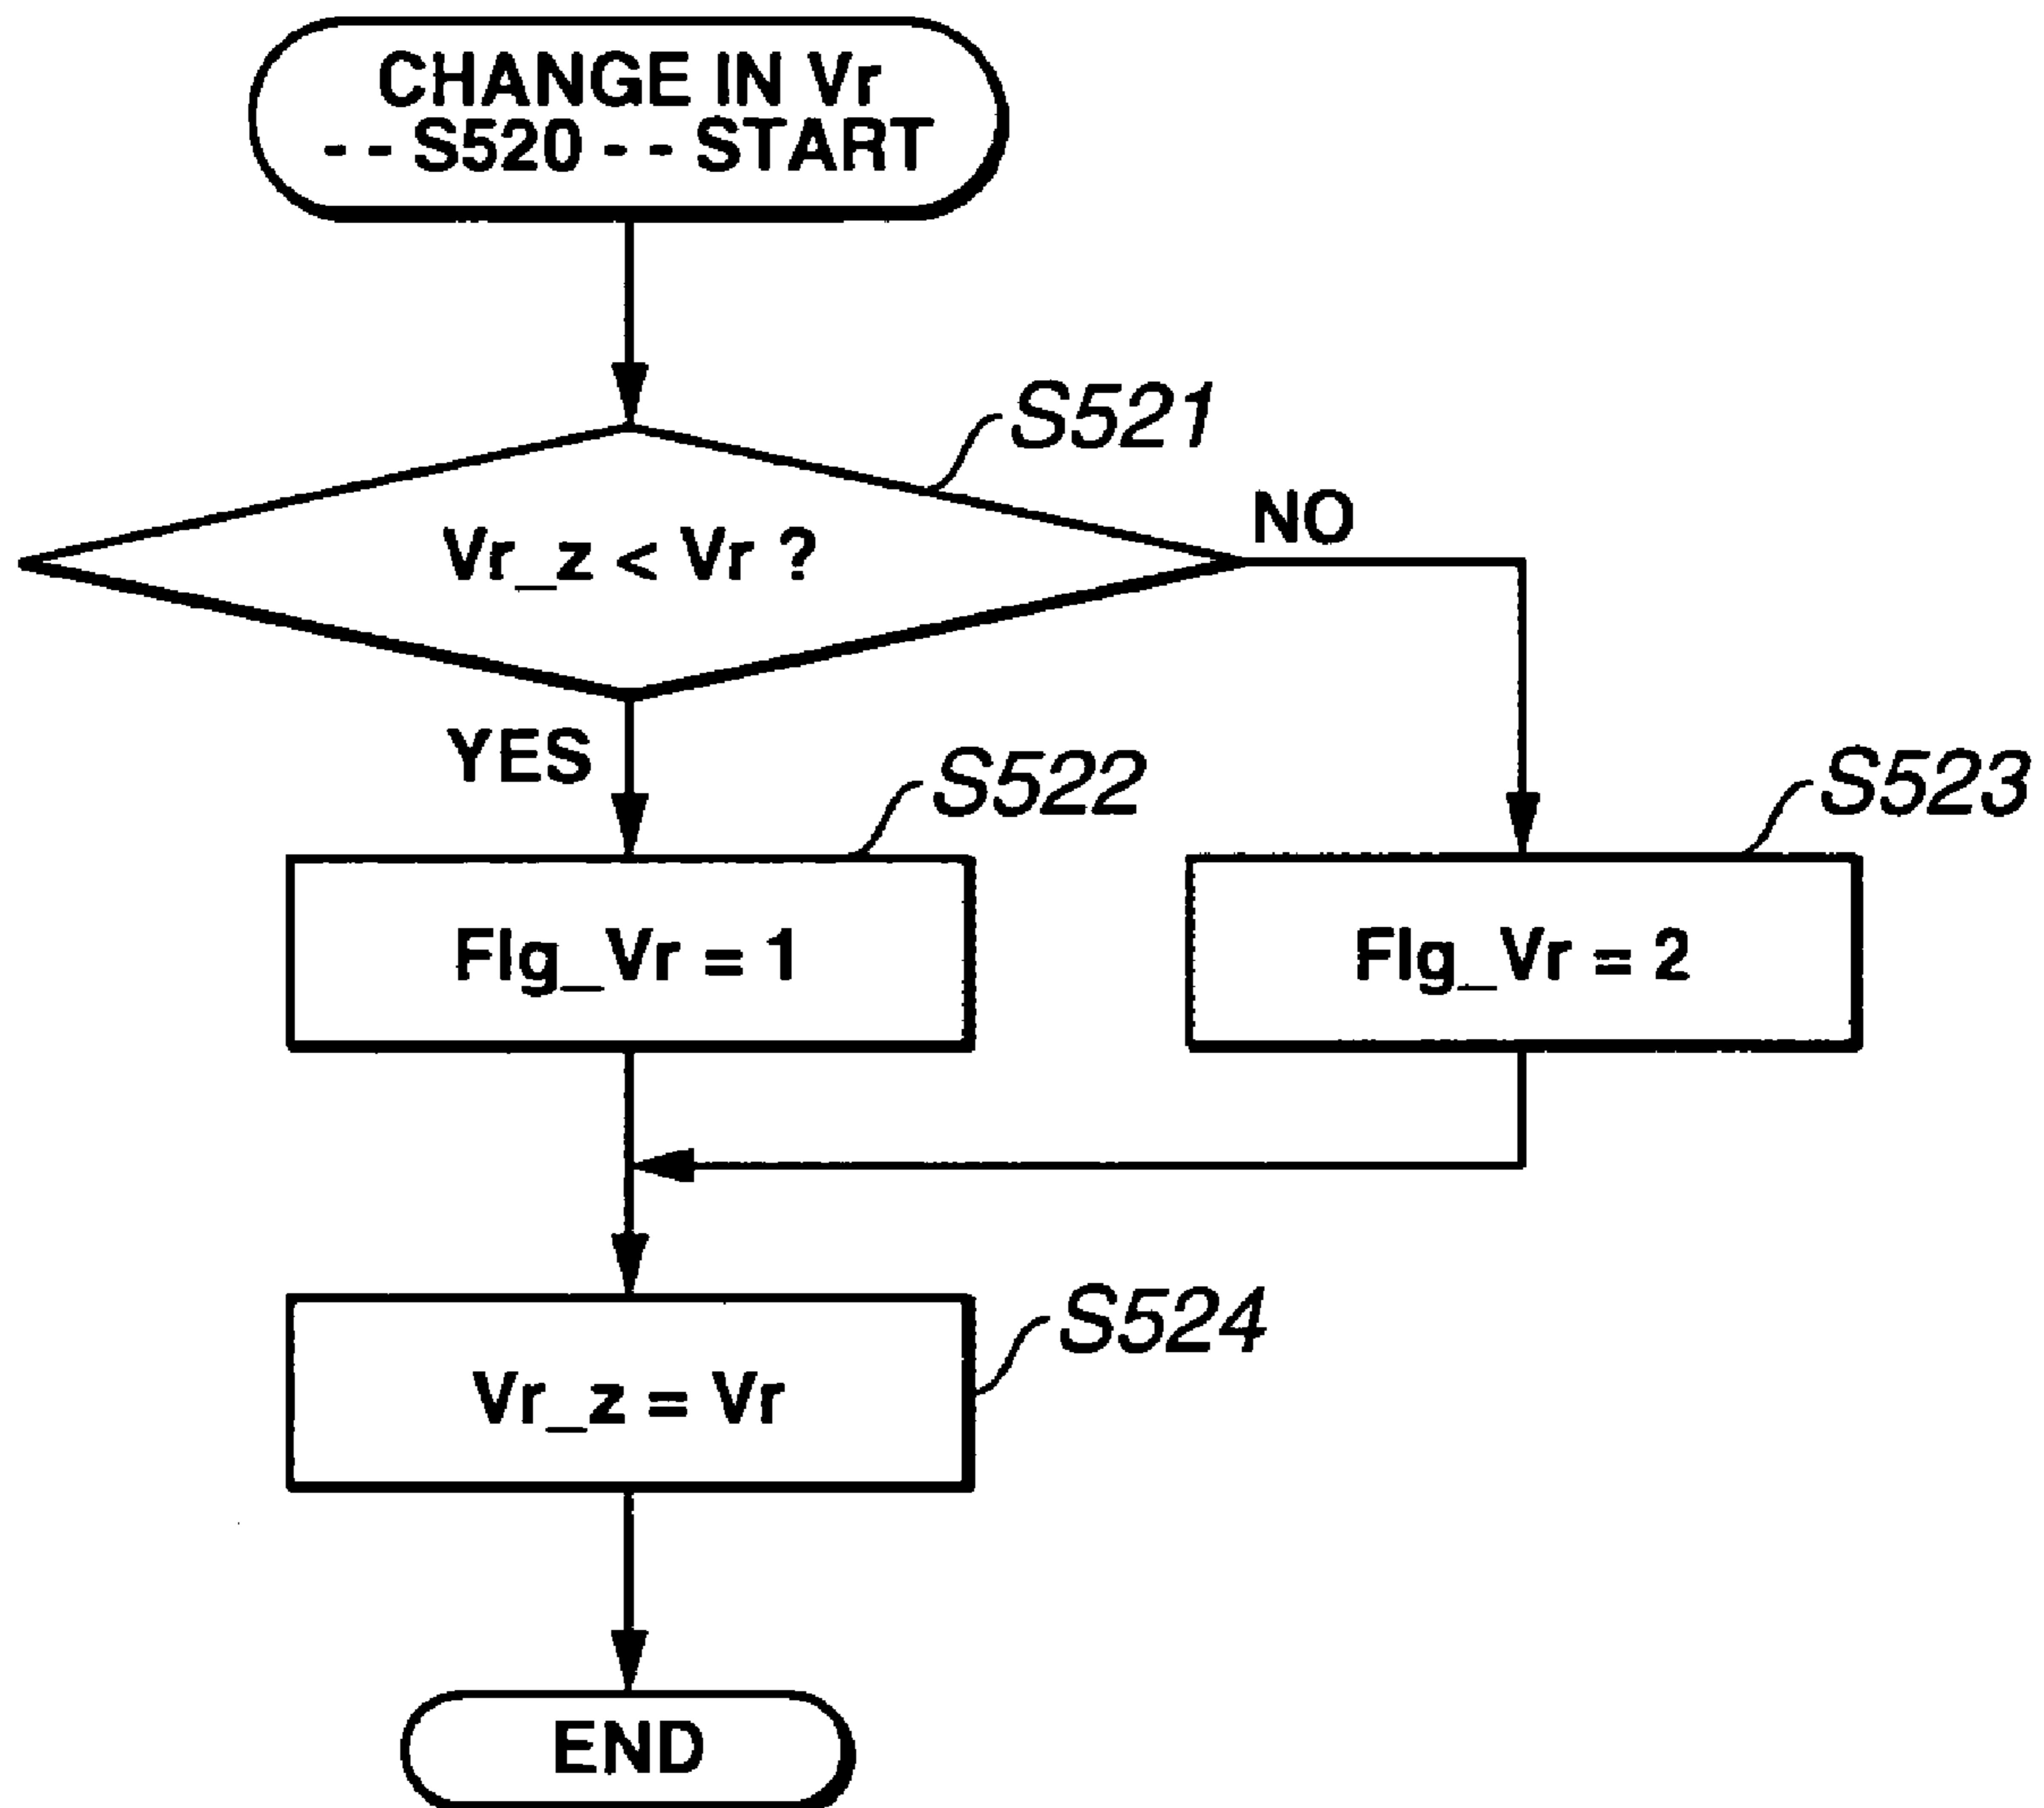 CHANGE IN Vr
- - S520 - - START
S521
Vr_z < Vr ?
NO
YES
S522
S523
Flg_Vr = 1
Flg_Vr = 2
S524
Vr_z = Vr
END